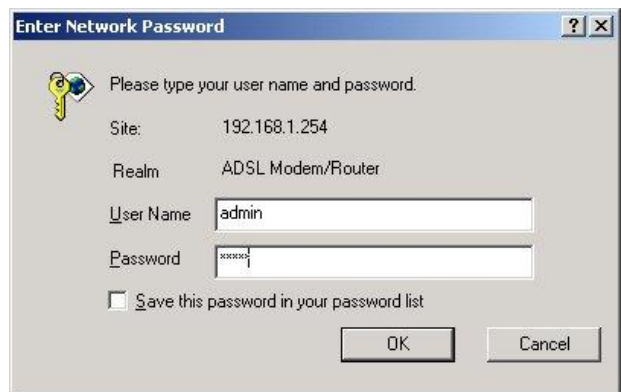 Enter Network Password
Please type your user name and password.
Site: 192.168.1.254
Realm ADSL Modem/Router
User Name admin
Password *****
Save this password in your password list
OK Cancel